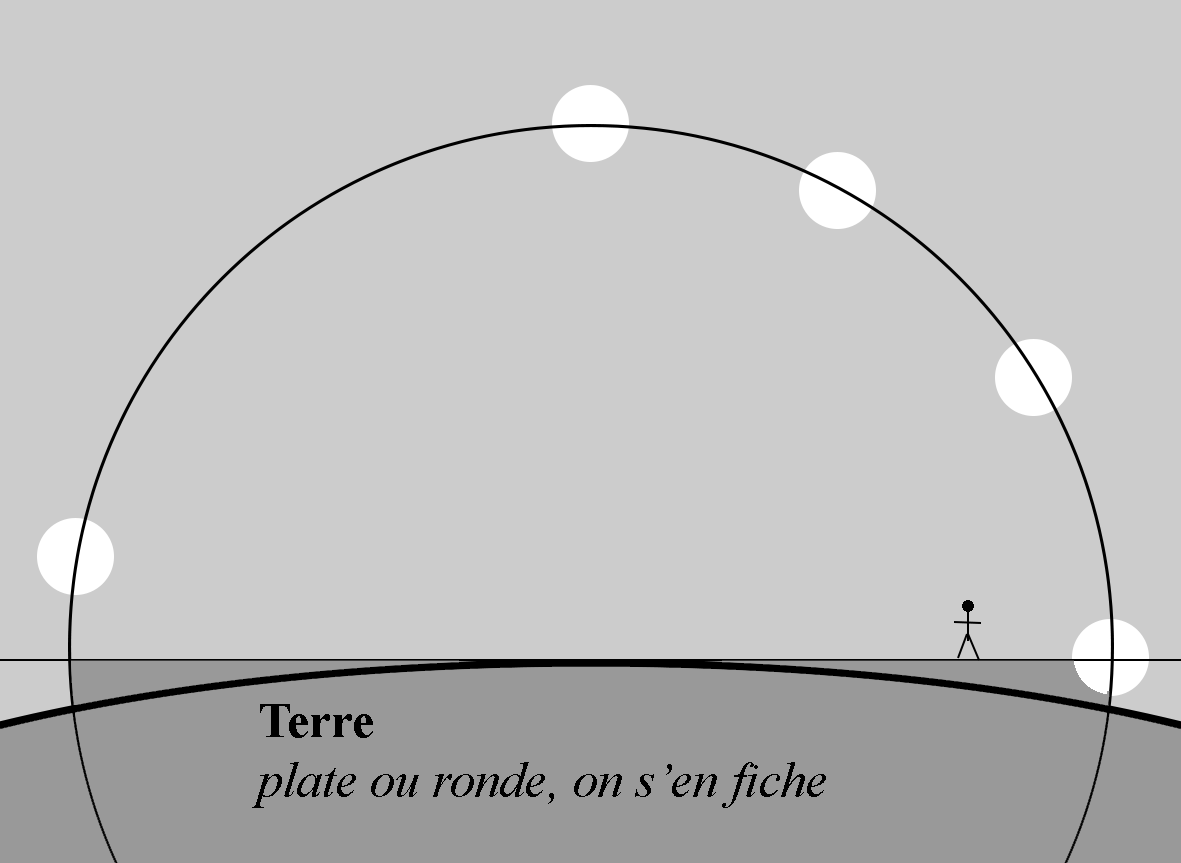 Terre
plate ou ronde, on s’en fiche